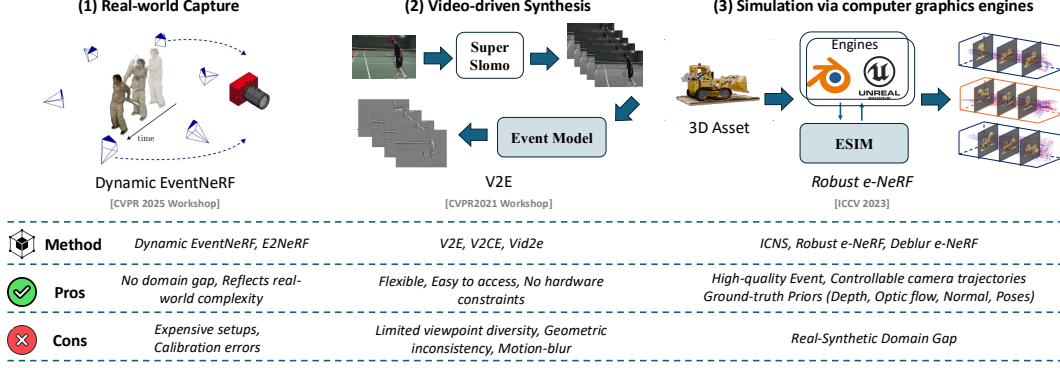 (1) Real-world Capture
time
Dynamic EventNeRF
[CVPR 2025 Workshop]
(2) Video-driven Synthesis
Super
Slomo
Event Model
V2E
[CVPR2021 Workshop]
(3) Simulation via computer graphics engines
3D Asset
Engines
UNREAL
ENGINE
ESIM
Robust e-NeRF
[ICCV 2023]
Method
Dynamic EventNeRF, E2NeRF
V2E, V2CE, Vid2e
ICNS, Robust e-NeRF, Deblur e-NeRF
Pros
No domain gap, Reflects real-
world complexity
Flexible, Easy to access, No hardware
constraints
High-quality Event, Controllable camera trajectories
Ground-truth Priors (Depth, Optic flow, Normal, Poses)
Cons
Expensive setups,
Calibration errors
Limited viewpoint diversity, Geometric
inconsistency, Motion-blur
Real-Synthetic Domain Gap